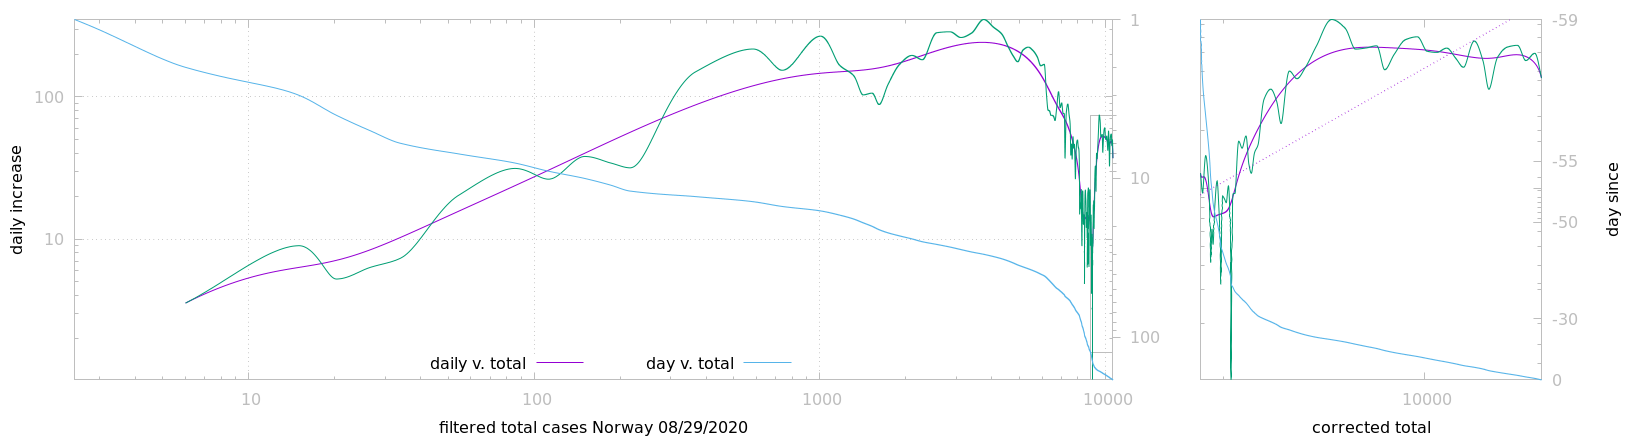 daily increase
100
10
daily v. total
day v. total
10
100
1000
10000
filtered total cases Norway 08/29/2020
1
10
100
10000
corrected total
-59
-55
-50
-30
0
day since